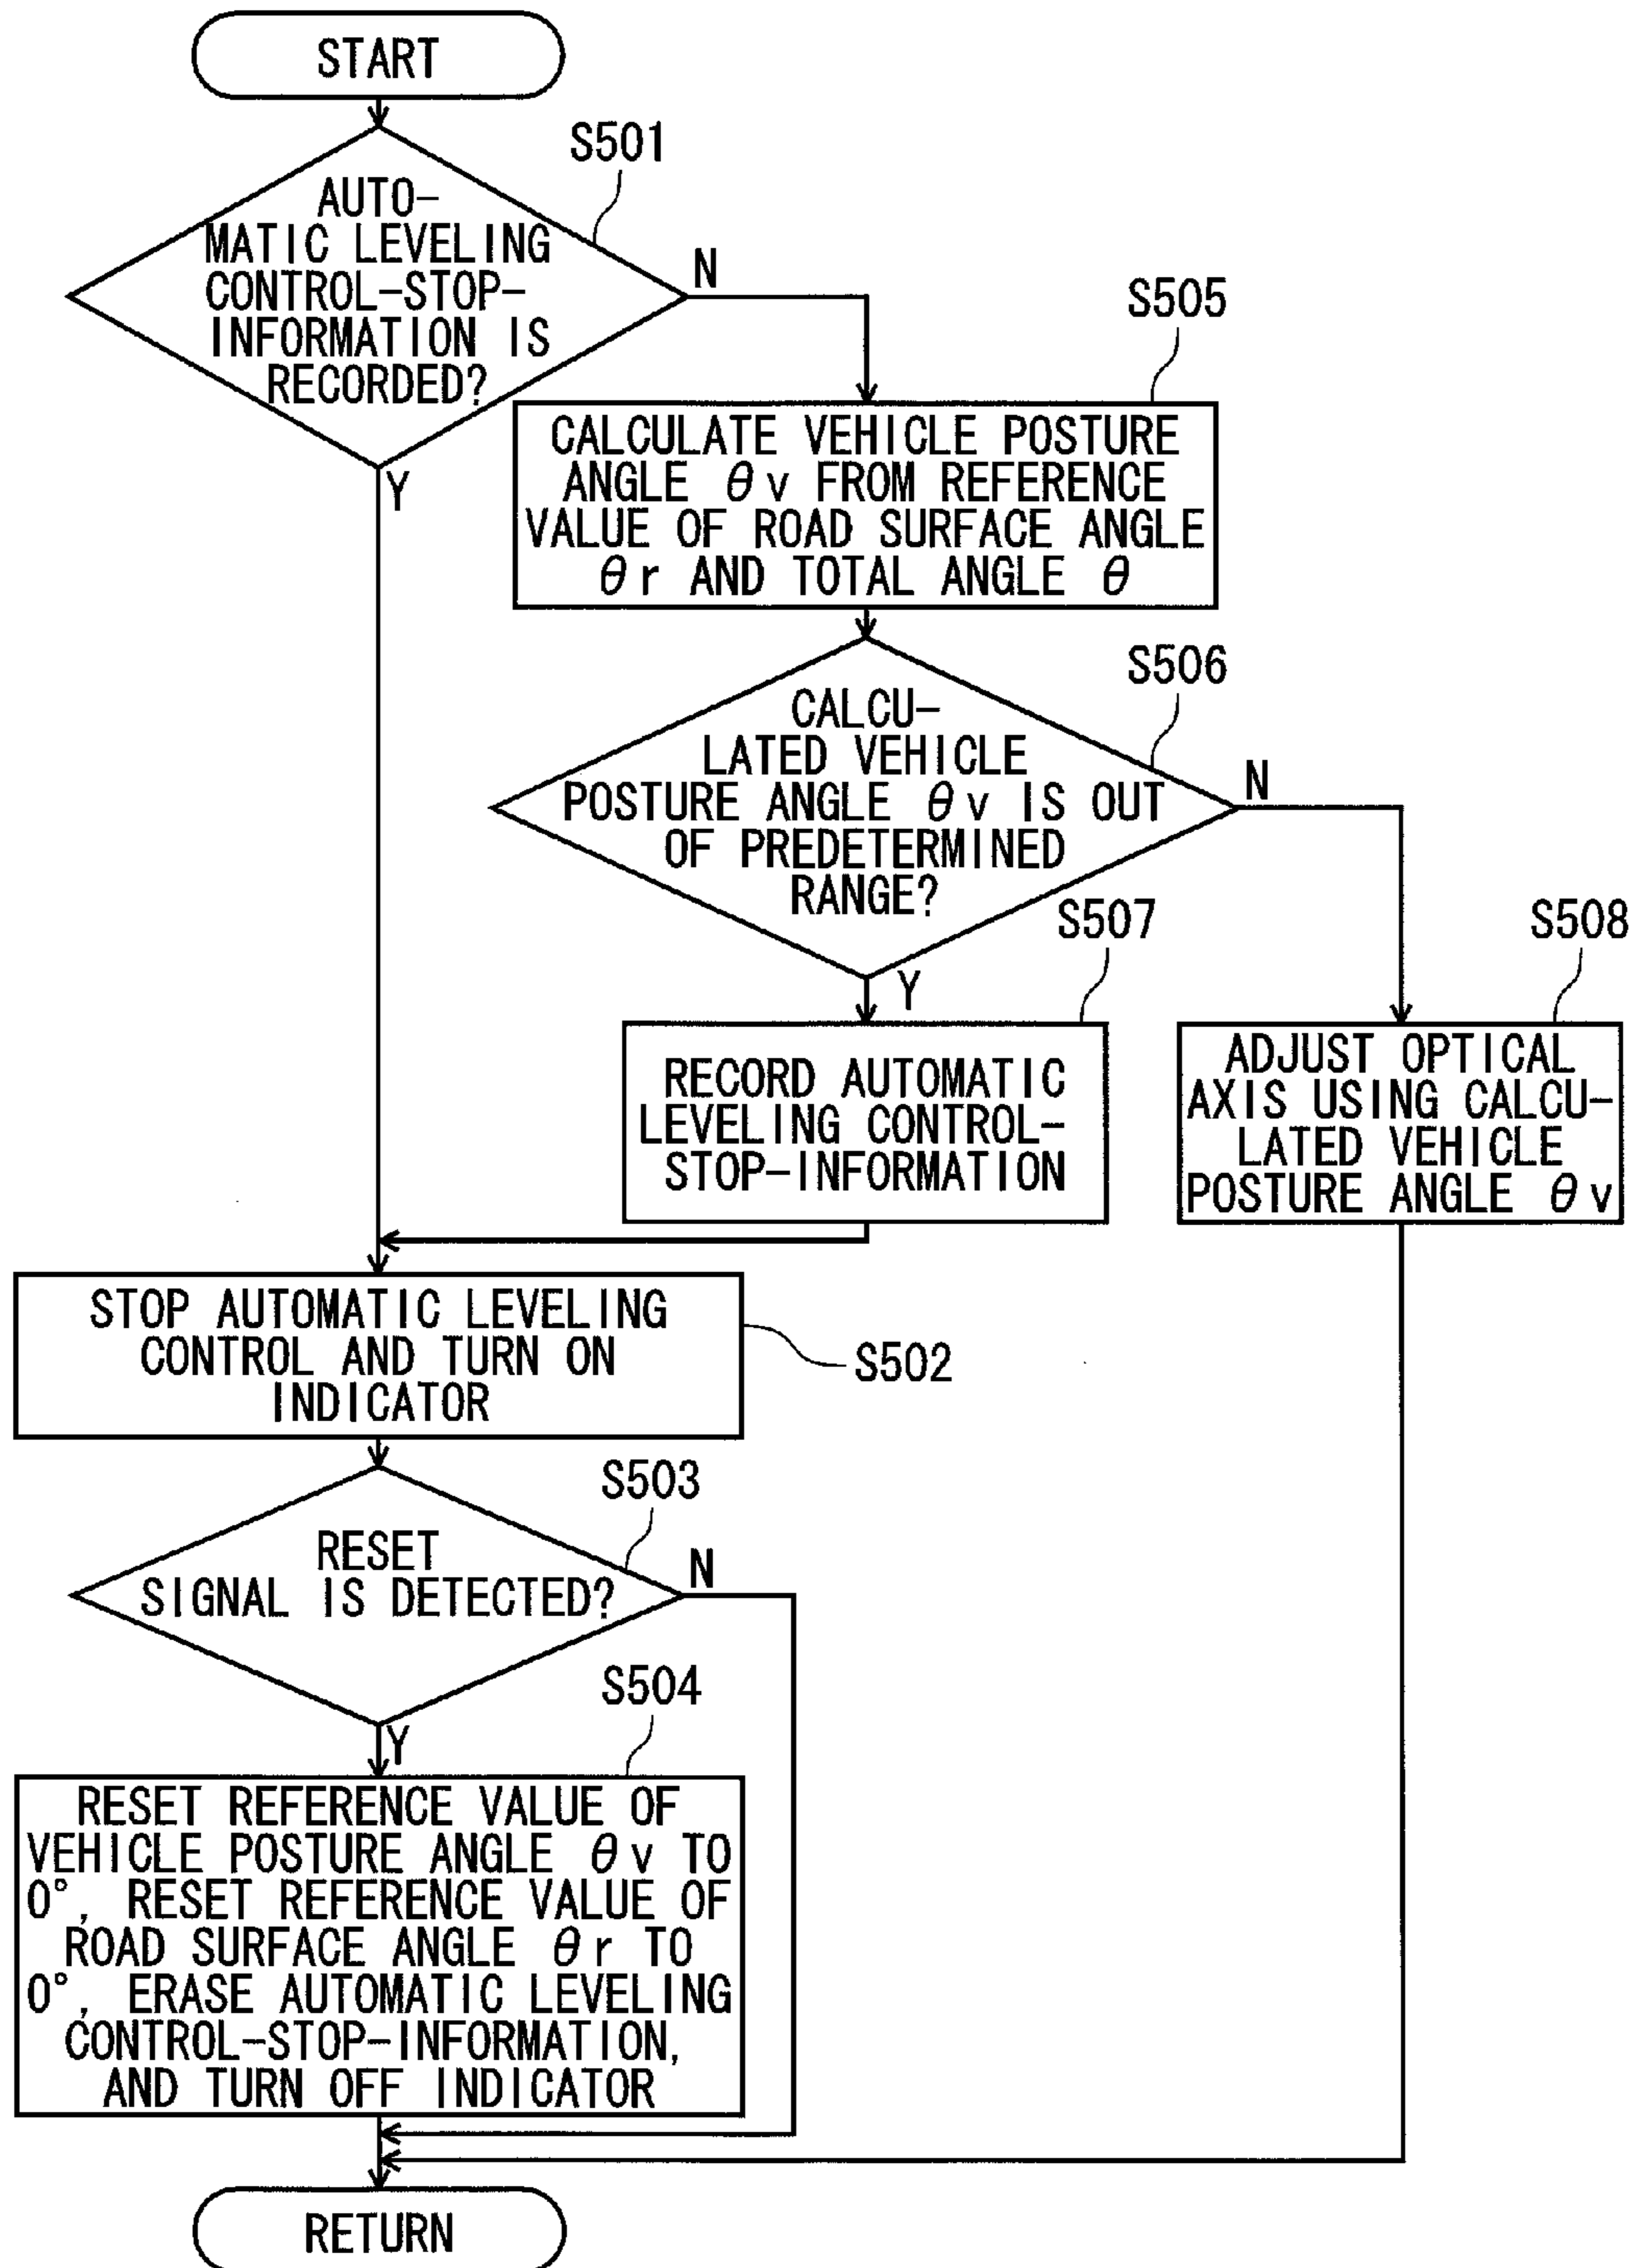 START
S501
AUTO-
MATIC LEVELING
CONTROL-STOP-
INFORMATION IS
RECORDED?
N
Y
S505
CALCULATE VEHICLE POSTURE
ANGLE θv FROM REFERENCE
VALUE OF ROAD SURFACE ANGLE
θr AND TOTAL ANGLE θ
S506
CALCU-
LATED VEHICLE
POSTURE ANGLE θv IS OUT
OF PREDETERMINED
RANGE?
N
Y
S507
RECORD AUTOMATIC
LEVELING CONTROL-
STOP-INFORMATION
S508
ADJUST OPTICAL
AXIS USING CALCU-
LATED VEHICLE
POSTURE ANGLE θv
STOP AUTOMATIC LEVELING
CONTROL AND TURN ON
INDICATOR
S502
S503
RESET
SIGNAL IS DETECTED?
N
Y
S504
RESET REFERENCE VALUE OF
VEHICLE POSTURE ANGLE θv TO
0°, RESET REFERENCE VALUE OF
ROAD SURFACE ANGLE θr TO
0°, ERASE AUTOMATIC LEVELING
CONTROL-STOP-INFORMATION,
AND TURN OFF INDICATOR
RETURN